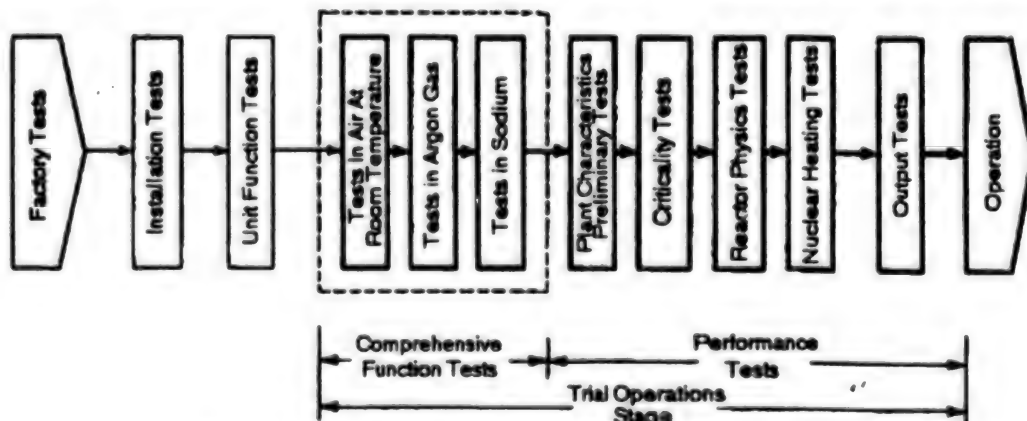 Factory Tests
Installation Tests
Unit Function Tests
Tests In Air At
Room Temperature
Tests in Argon Gas
Tests in Sodium
Plant Characteristics
Preliminary Tests
Criticality Tests
Reactor Physics Tests
Nuclear Heating Tests
Output Tests
Operation
Comprehensive
Function Tests
Performance
Tests
Trial Operations
Stage